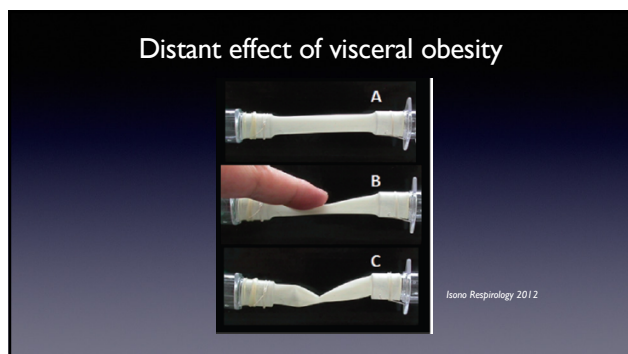 Distant effect of visceral obesity
A
B
C
Isono Respirology 2012